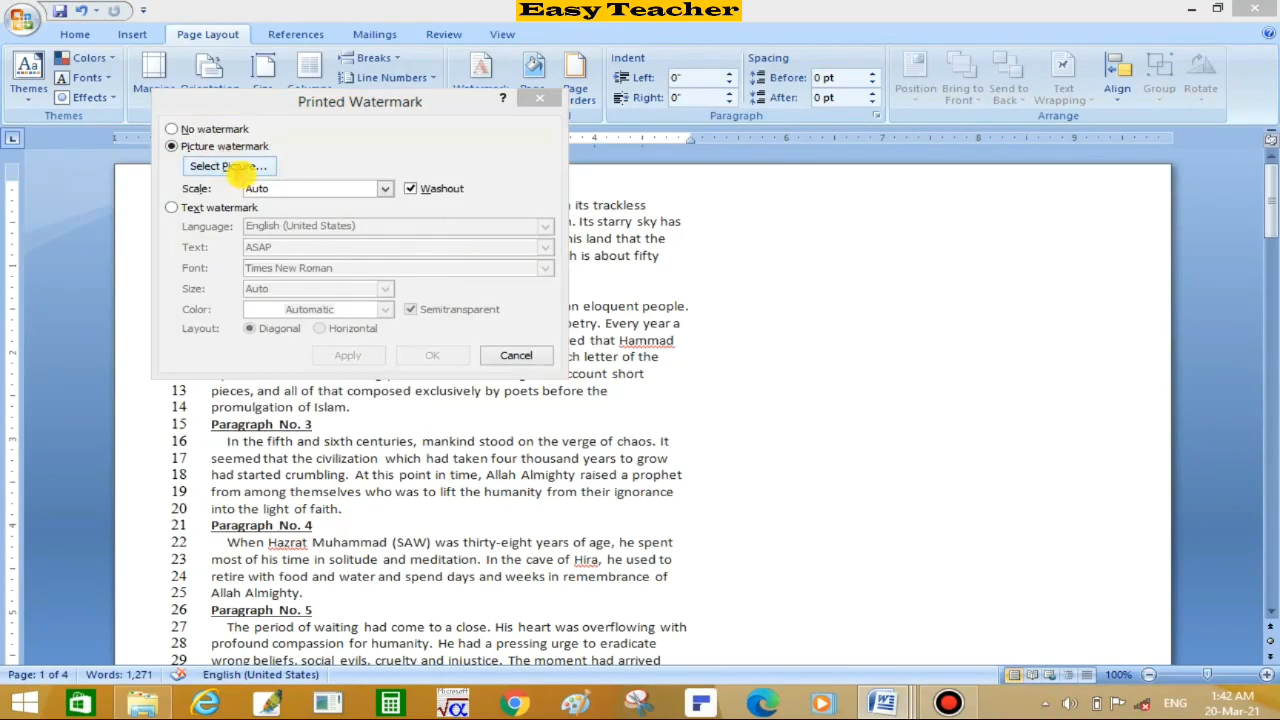 Easy Teacher
Home Insert Page Layout References Mailings Review View
Colors Breaks Indent Spacing
Aa Fonts Line Numbers Left: 0" Before: 0 pt
Themes Effects Right: 0" After: 0 pt
Position Bring to Front Send to Back Text Wrapping Align Group Rotate
Themes Paragraph Arrange
Printed Watermark
No watermark
Picture watermark
Select Picture...
Scale: Auto Washout
Text watermark
Language: English (United States)
Text: ASAP
Font: Times New Roman
Size: Auto
Color: Automatic Semitransparent
Layout: Diagonal Horizontal
Apply OK Cancel
its trackless
. Its starry sky has
his land that the
h is about fifty
an eloquent people.
etry. Every year a
ed that Hammad
ch letter of the
account short
13 pieces, and all of that composed exclusively by poets before the
14 promulgation of Islam.
15 Paragraph No. 3
16 In the fifth and sixth centuries, mankind stood on the verge of chaos. It
17 seemed that the civilization which had taken four thousand years to grow
18 had started crumbling. At this point in time, Allah Almighty raised a prophet
19 from among themselves who was to lift the humanity from their ignorance
20 into the light of faith.
21 Paragraph No. 4
22 When Hazrat Muhammad (SAW) was thirty-eight years of age, he spent
23 most of his time in solitude and meditation. In the cave of Hira, he used to
24 retire with food and water and spend days and weeks in remembrance of
25 Allah Almighty.
26 Paragraph No. 5
27 The period of waiting had come to a close. His heart was overflowing with
28 profound compassion for humanity. He had a pressing urge to eradicate
29 wrong beliefs, social evils, cruelty and injustice. The moment had arrived
Page: 1 of 4 Words: 1,271 English (United States) 100%
ENG 1:42 AM
20-Mar-21